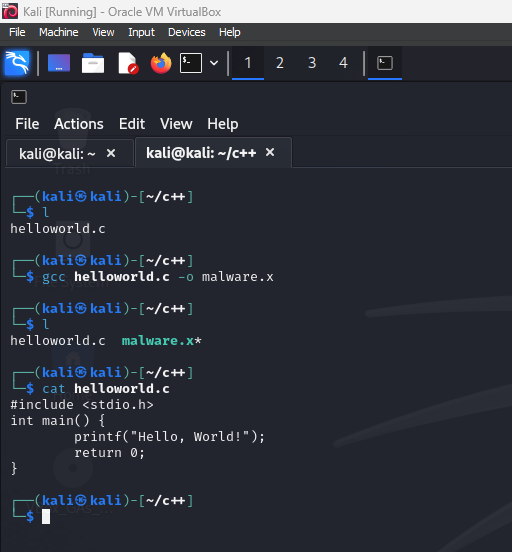 Kali [Running] - Oracle VM VirtualBox
File Machine View Input Devices Help
1 2 3 4
File Actions Edit View Help
kali@kali: ~ × kali@kali: ~/c++ ×
┌──(kali㉿kali)-[~/c++]
└─$ l
helloworld.c
┌──(kali㉿kali)-[~/c++]
└─$ gcc helloworld.c -o malware.x
┌──(kali㉿kali)-[~/c++]
└─$ l
helloworld.c malware.x*
┌──(kali㉿kali)-[~/c++]
└─$ cat helloworld.c
#include <stdio.h>
int main() {
printf("Hello, World!");
return 0;
}
┌──(kali㉿kali)-[~/c++]
└─$